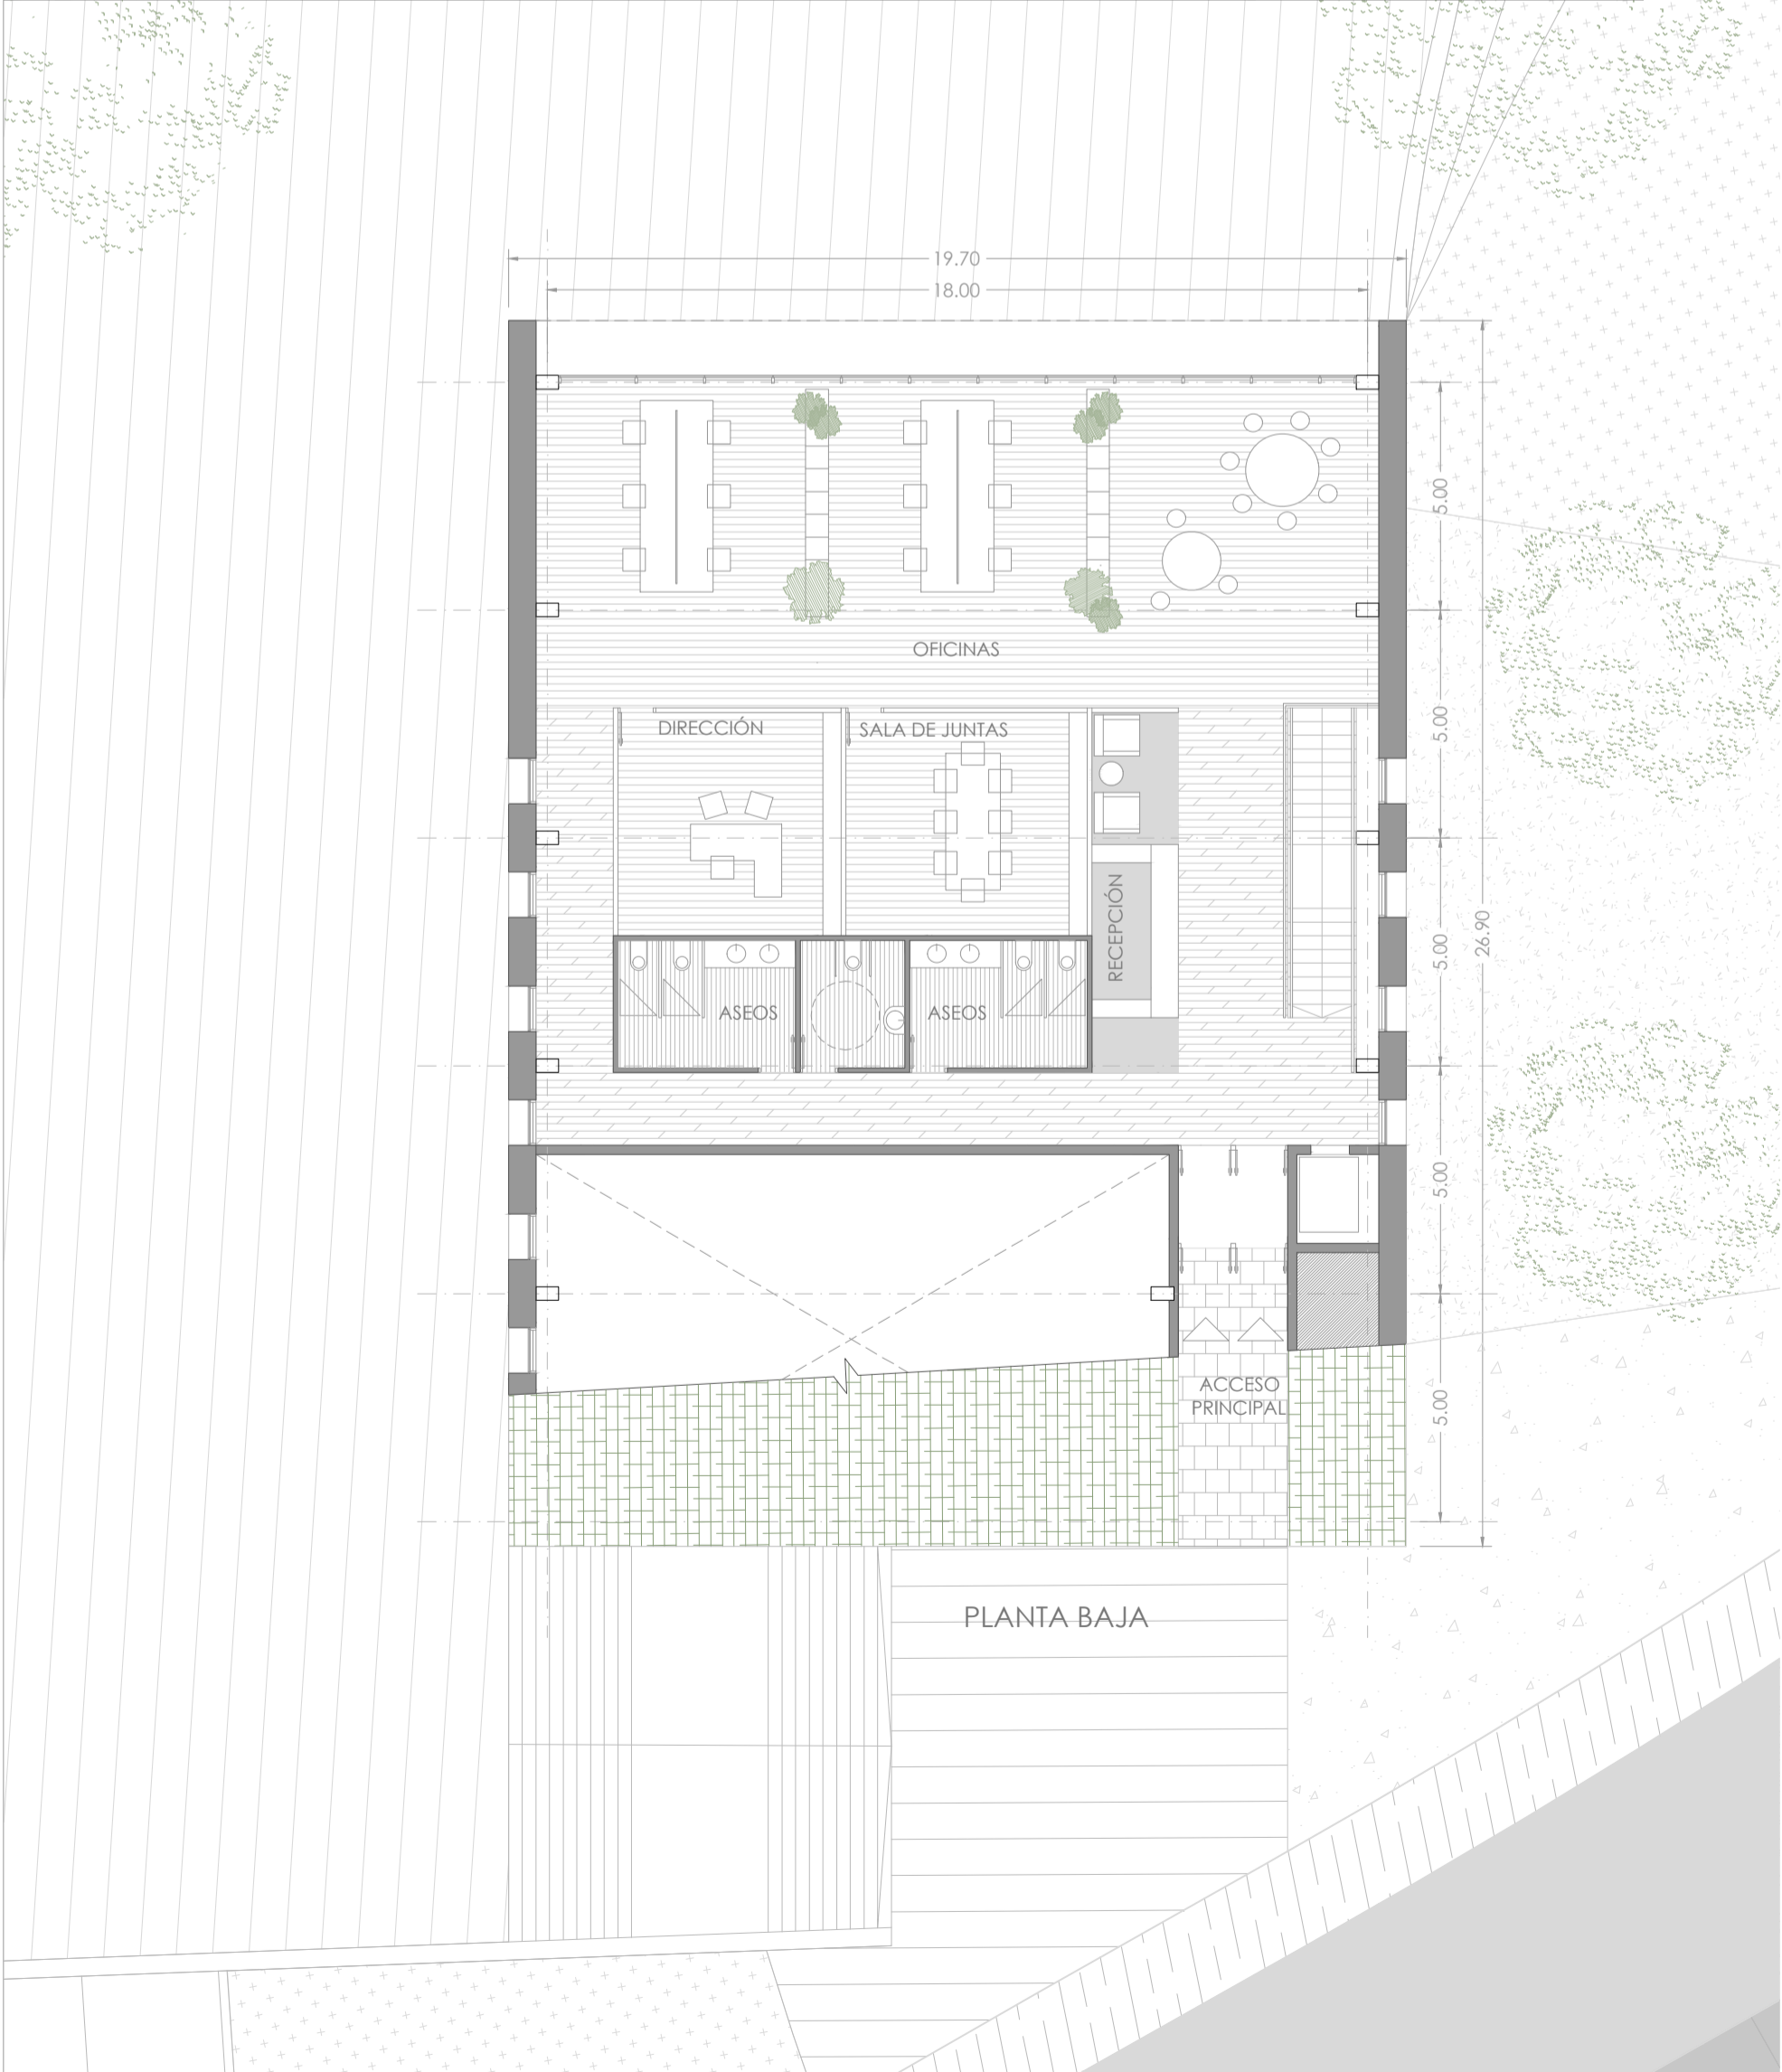 19.70
18.00
5.00
OFICINAS
DIRECCIÓN
SALA DE JUNTAS
5.00
RECEPCIÓN
26.90
5.00
ASEOS
ASEOS
5.00
ACCESO
PRINCIPAL
5.00
PLANTA BAJA